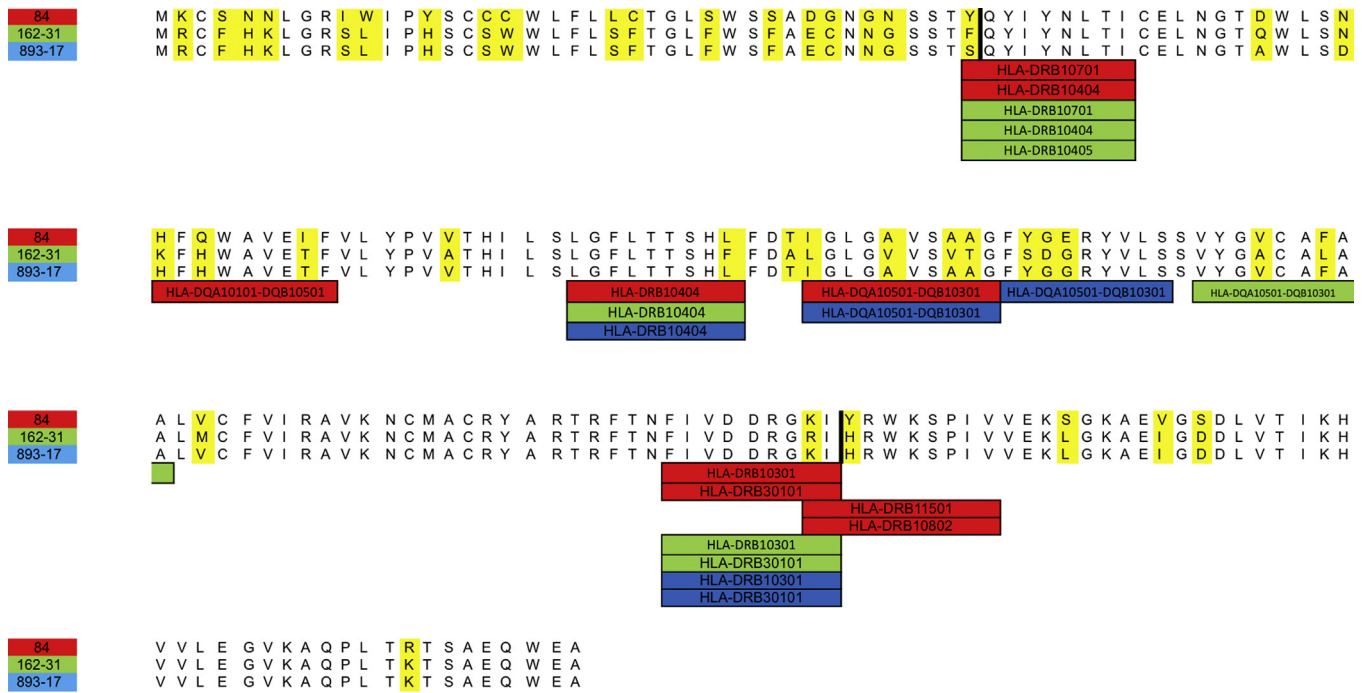 84 M K C S N N L G R I W I P Y S C C C W L F L L C T G L S W S S A D G N G N S S T Y Q Y I Y N L T I C E L N G T D W L S N
162-31 M R C F H K L G R S L I P H S C S W W L F L S F T G L F W S F A E C N N G S S T F Q Y I Y N L T I C E L N G T Q W L S N
893-17 M R C F H K L G R S L I P H S C S W W L F L S F T G L F W S F A E C N N G S S T S Q Y I Y N L T I C E L N G T A W L S D
HLA-DRB10701
HLA-DRB10404
HLA-DRB10701
HLA-DRB10404
HLA-DRB10405
84 H F Q W A V E I F V L Y P V V T H I L S L G F L T T S H L F D T I G L G A V S A A G F Y G E R Y V L S S V Y G V C A F A
162-31 K F H W A V E T F V L Y P V A T H I L S L G F L T T S H F F D A L G L G V V S V T G F S D G R Y V L S S V Y G A C A L A
893-17 H F H W A V E T F V L Y P V V T H I L S L G F L T T S H F F D T I G L G A V S A A G F Y G G R Y V L S S V Y G V C A F A
HLA-DQA10101-DQB10501 HLA-DRB10404 HLA-DQA10501-DQB10301 HLA-DQA10501-DQB10301 HLA-DQA10501-DQB10301
HLA-DRB10404 HLA-DQA10501-DQB10301
HLA-DRB10404
84 A L V C F V I R A V K N C M A C R Y A R T R F T N F I V D D R G K I Y R W K S P I V V E K S G K A E V G S D L V T I K H
162-31 A L M C F V I R A V K N C M A C R Y A R T R F T N F I V D D R G R I H R W K S P I V V E K L G K A E I G D D L V T I K H
893-17 A L V C F V I R A V K N C M A C R Y A R T R F T N F I V D D R G K I H R W K S P I V V E K L G K A E V G D D L V T I K H
HLA-DRB10301
HLA-DRB30101
HLA-DRB11501
HLA-DRB10802
HLA-DRB10301
HLA-DRB30101
HLA-DRB10301
HLA-DRB30101
84 V V L E G V K A Q P L T R T S A E Q W E A
162-31 V V L E G V K A Q P L T K T S A E Q W E A
893-17 V V L E G V K A Q P L T K T S A E Q W E A